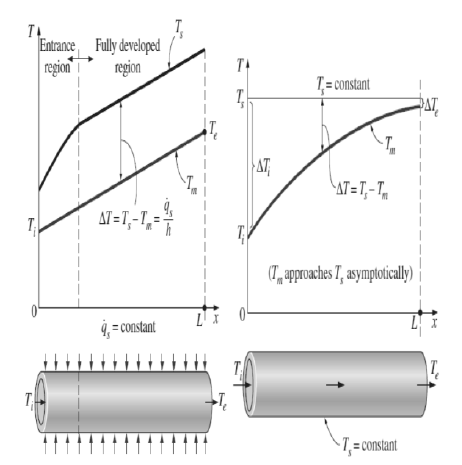 T
Entrance
region
Fully developed
region
T_s
T_e
T_m
ΔT = T_s – T_m = q̇_s/h
T_i
0
L
x
q̇_s = constant
T_i
T_e
T
T_s = constant
T_s
ΔT_e
ΔT_i
T_m
ΔT = T_s – T_m
T_i
(T_m approaches T_s asymptotically)
0
L
x
T_i
T_e
T_s = constant